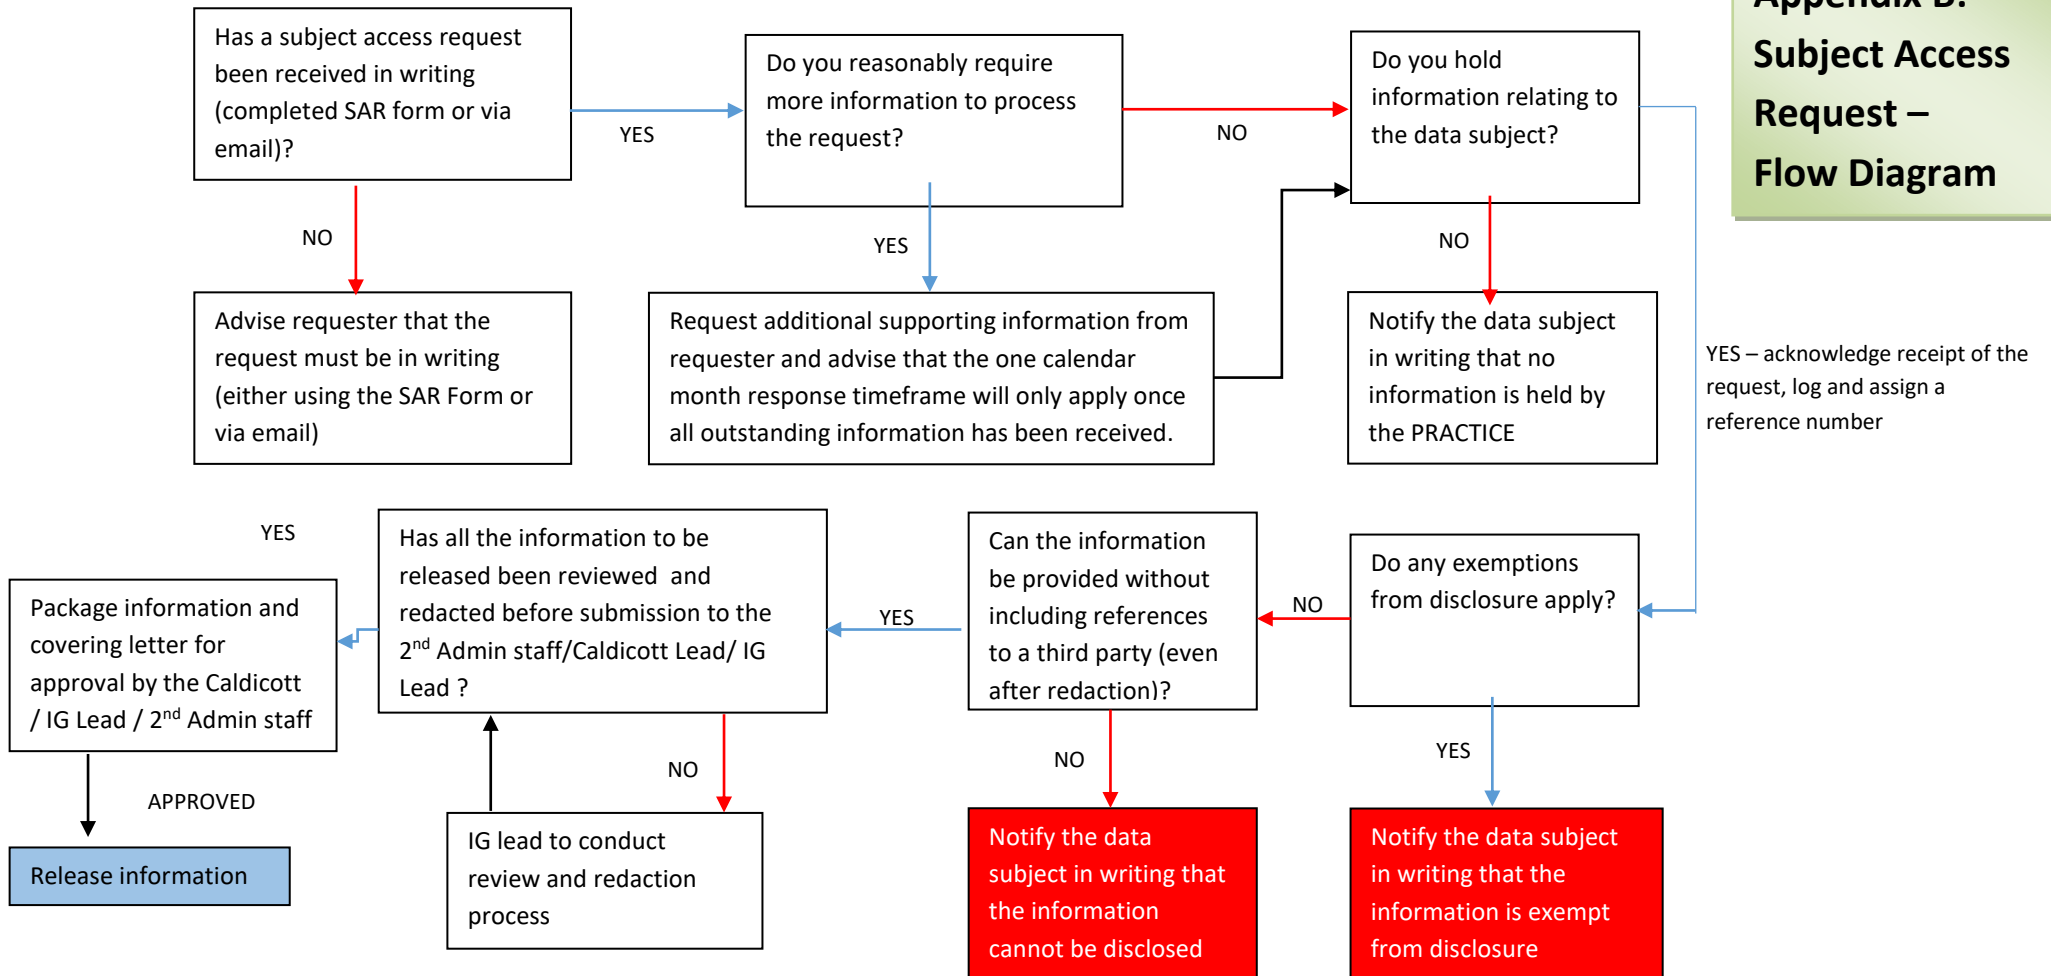 Appendix B:
Subject Access
Request –
Flow Diagram
Has a subject access request
been received in writing
(completed SAR form or via
email)?
YES
Do you reasonably require
more information to process
the request?
NO
Do you hold
information relating to
the data subject?
NO
YES
NO
Advise requester that the
request must be in writing
(either using the SAR Form or
via email)
Request additional supporting information from
requester and advise that the one calendar
month response timeframe will only apply once
all outstanding information has been received.
Notify the data subject
in writing that no
information is held by
the PRACTICE
YES – acknowledge receipt of the
request, log and assign a
reference number
Do any exemptions
from disclosure apply?
NO
Can the information
be provided without
including references
to a third party (even
after redaction)?
YES
Has all the information to be
released been reviewed and
redacted before submission to the
2nd Admin staff/Caldicott Lead/ IG
Lead ?
YES
Package information and
covering letter for
approval by the Caldicott
/ IG Lead / 2nd Admin staff
APPROVED
Release information
NO
IG lead to conduct
review and redaction
process
NO
Notify the data
subject in writing that
the information
cannot be disclosed
YES
Notify the data subject
in writing that the
information is exempt
from disclosure